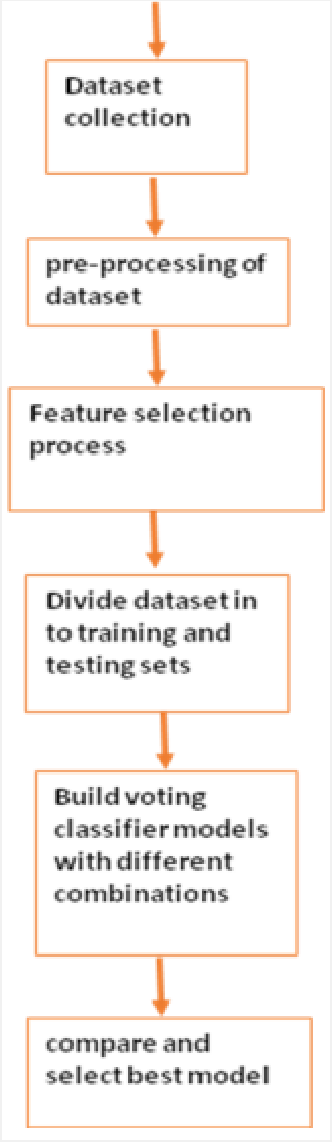 Dataset
collection
pre-processing of
dataset
Feature selection
process
Divide dataset in
to training and
testing sets
Build voting
classifier models
with different
combinations
compare and
select best model